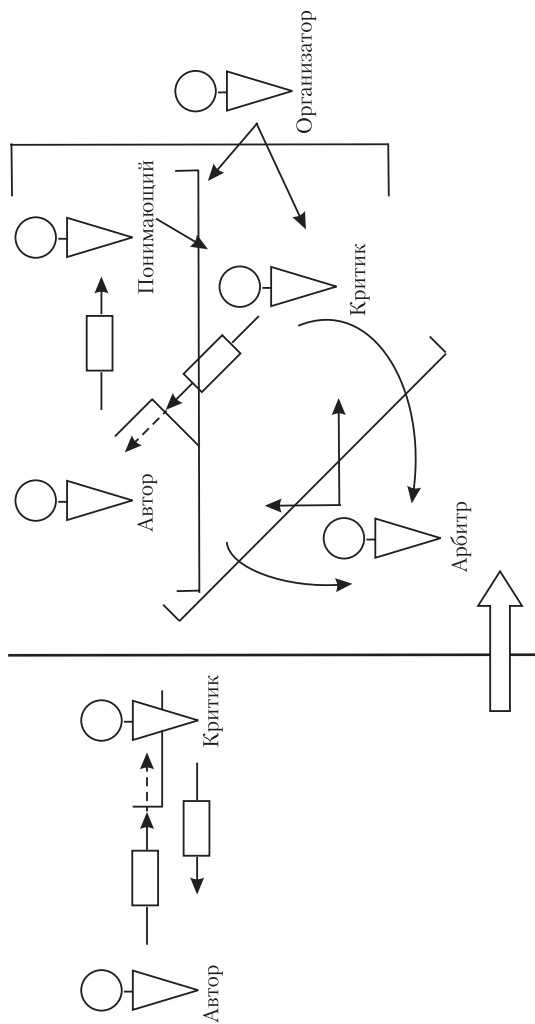 Автор
Критик
Автор
Понимающий
Критик
Арбитр
Организатор